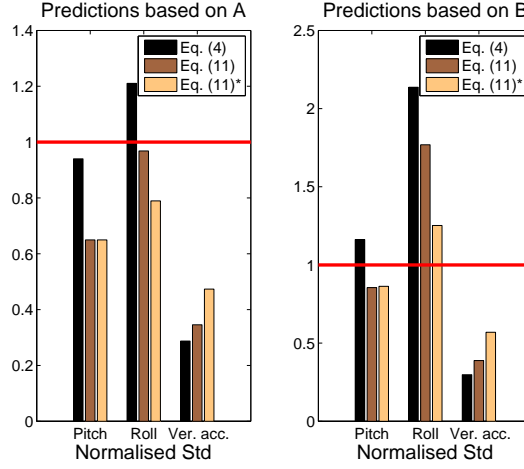 Predictions based on A
1.4
1.2
1
0.8
0.6
0.4
0.2
0
Eq. (4)
Eq. (11)
Eq. (11)*
Pitch Roll Ver. acc.
Normalised Std
Predictions based on B
2.5
2
1.5
1
0.5
0
Eq. (4)
Eq. (11)
Eq. (11)*
Pitch Roll Ver. acc.
Normalised Std